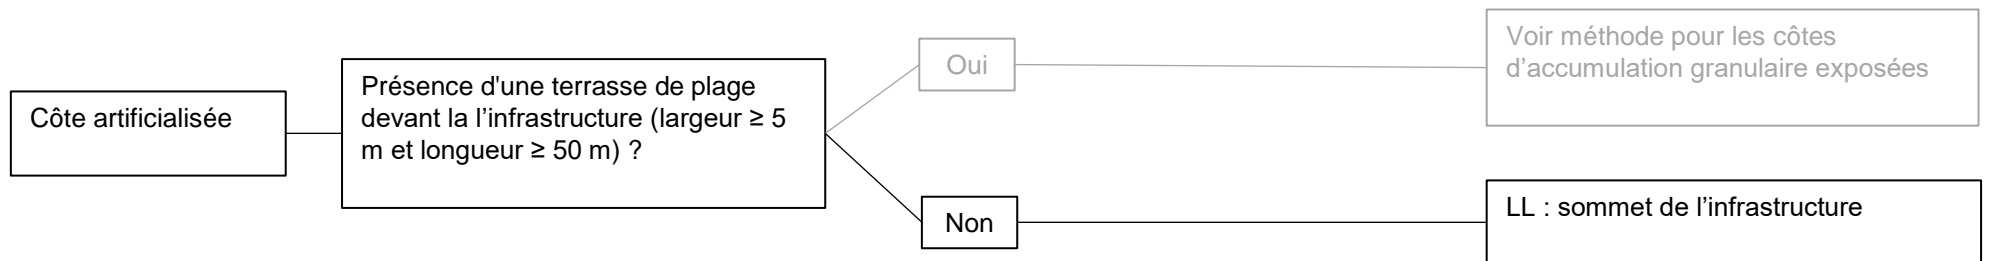 Côte artificialisée
Présence d'une terrasse de plage
devant la l’infrastructure (largeur ≥ 5
m et longueur ≥ 50 m) ?
Oui
Voir méthode pour les côtes
d’accumulation granulaire exposées
Non
LL : sommet de l’infrastructure